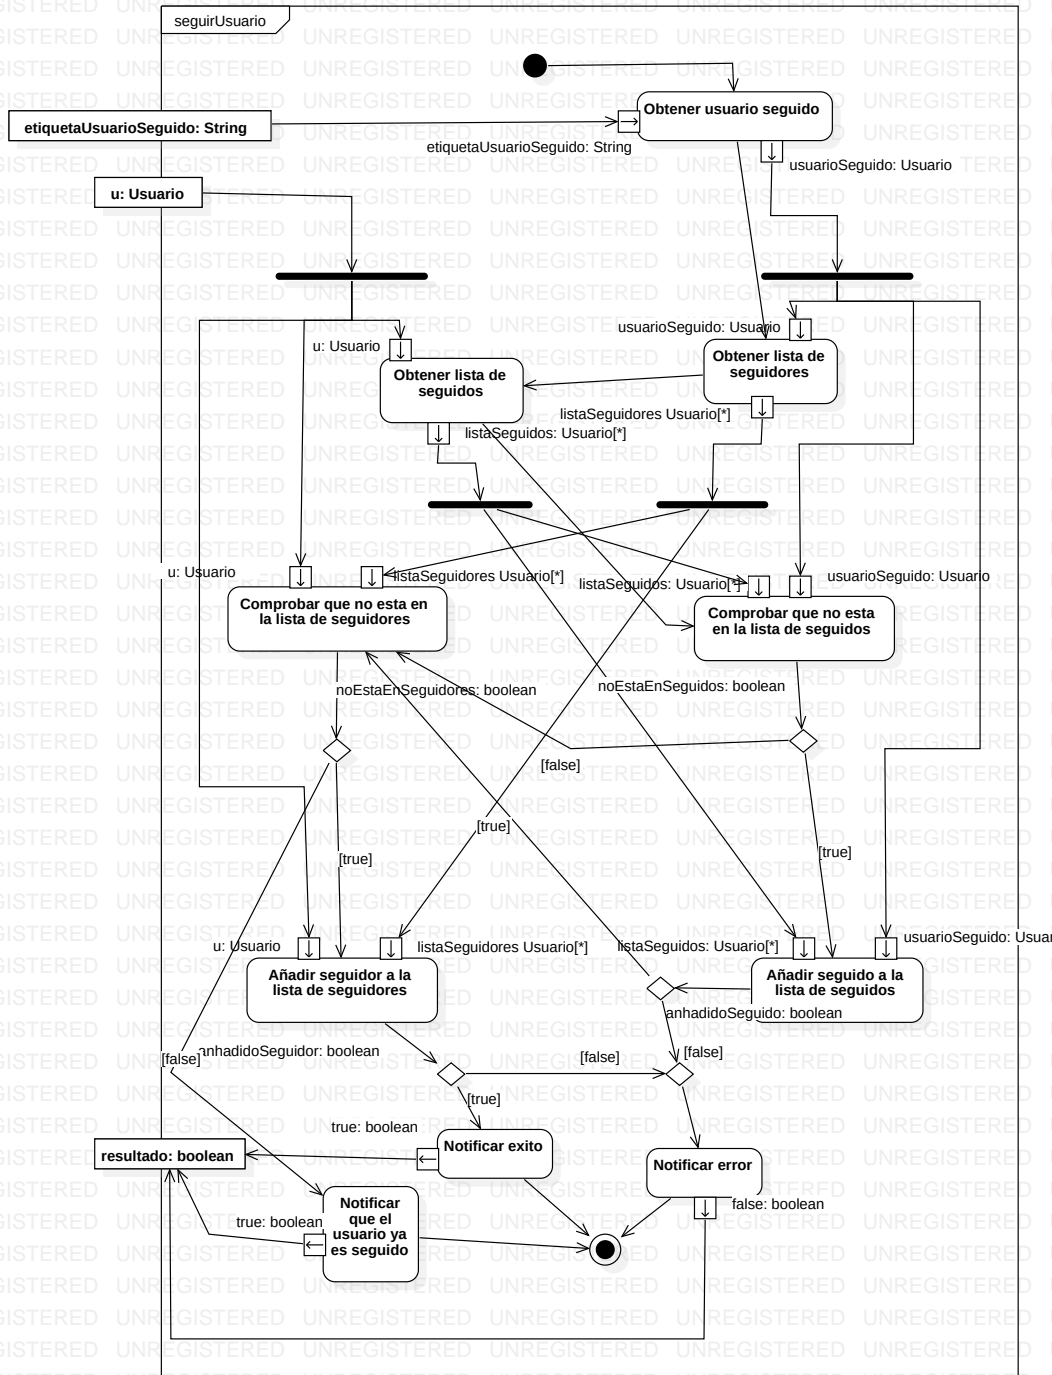 seguirUsuario
Obtener usuario seguido
etiquetaUsuarioSeguido: String
etiquetaUsuarioSeguido: String
usuarioSeguido: Usuario
u: Usuario
usuarioSeguido: Usuario
u: Usuario
Obtener lista de
seguidores
Obtener lista de
seguidos
listaSeguidores Usuario[*]
listaSeguidos: Usuario[*]
u: Usuario
listaSeguidores Usuario[*]
listaSeguidos: Usuario[*]
usuarioSeguido: Usuario
Comprobar que no esta en
la lista de seguidores
Comprobar que no esta
en la lista de seguidos
noEstaEnSeguidores: boolean
noEstaEnSeguidos: boolean
[false]
[true]
[true]
[true]
u: Usuario
listaSeguidores Usuario[*]
listaSeguidos: Usuario[*]
usuarioSeguido: Usuar
Añadir seguidor a la
lista de seguidores
Añadir seguido a la
lista de seguidos
anhadidoSeguido: boolean
[false]
anhadidoSeguidor: boolean
[false]
[false]
[true]
true: boolean
Notificar exito
resultado: boolean
Notificar error
false: boolean
true: boolean
Notificar
que el
usuario ya
es seguido
UNREGISTERED